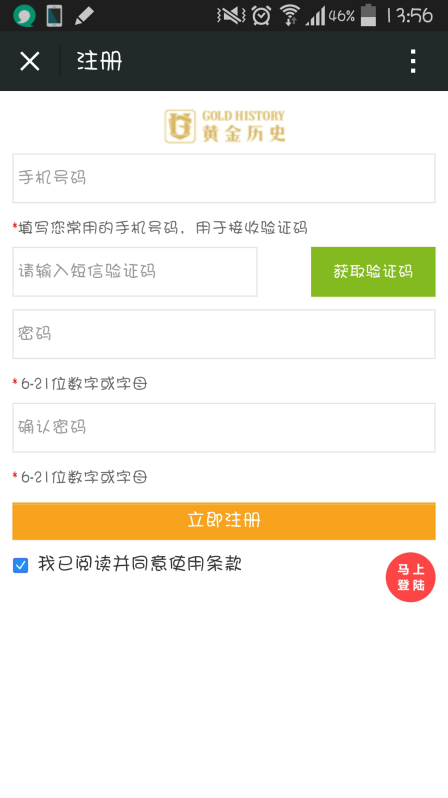 46% 13:56
注册
GOLD HISTORY
黄金历史
手机号码
*填写您常用的手机号码，用于接收验证码
请输入短信验证码
获取验证码
密码
*6-21位数字或字母
确认密码
*6-21位数字或字母
立即注册
我已阅读并同意使用条款
马上
登陆